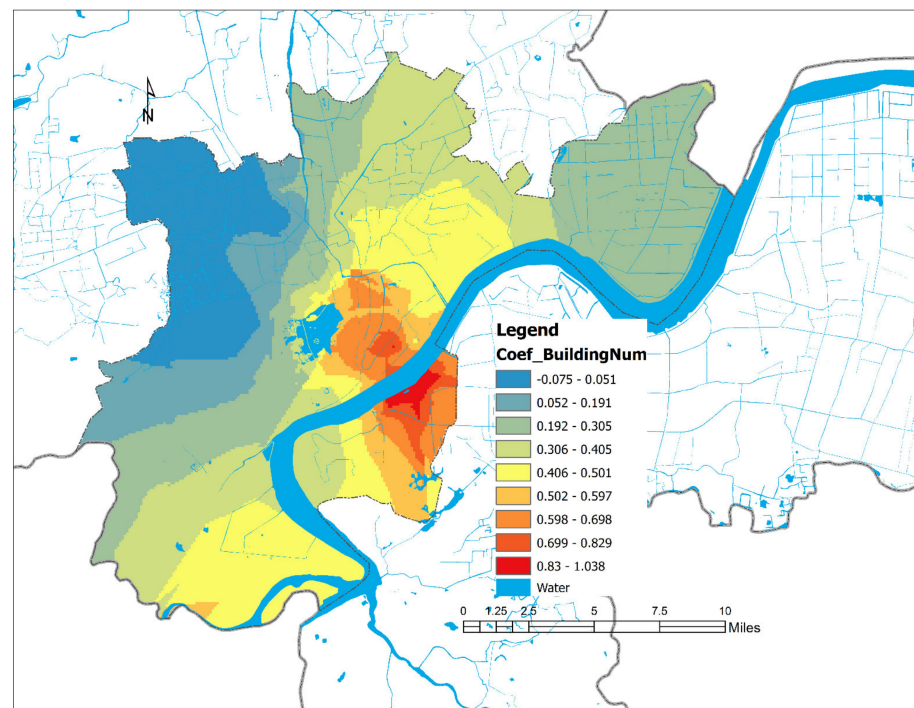 N
Legend
Coef_BuildingNum
-0.075 - 0.051
0.052 - 0.191
0.192 - 0.305
0.306 - 0.405
0.406 - 0.501
0.502 - 0.597
0.598 - 0.698
0.699 - 0.829
0.83 - 1.038
Water
0 1.25 2.5 5 7.5 10
Miles